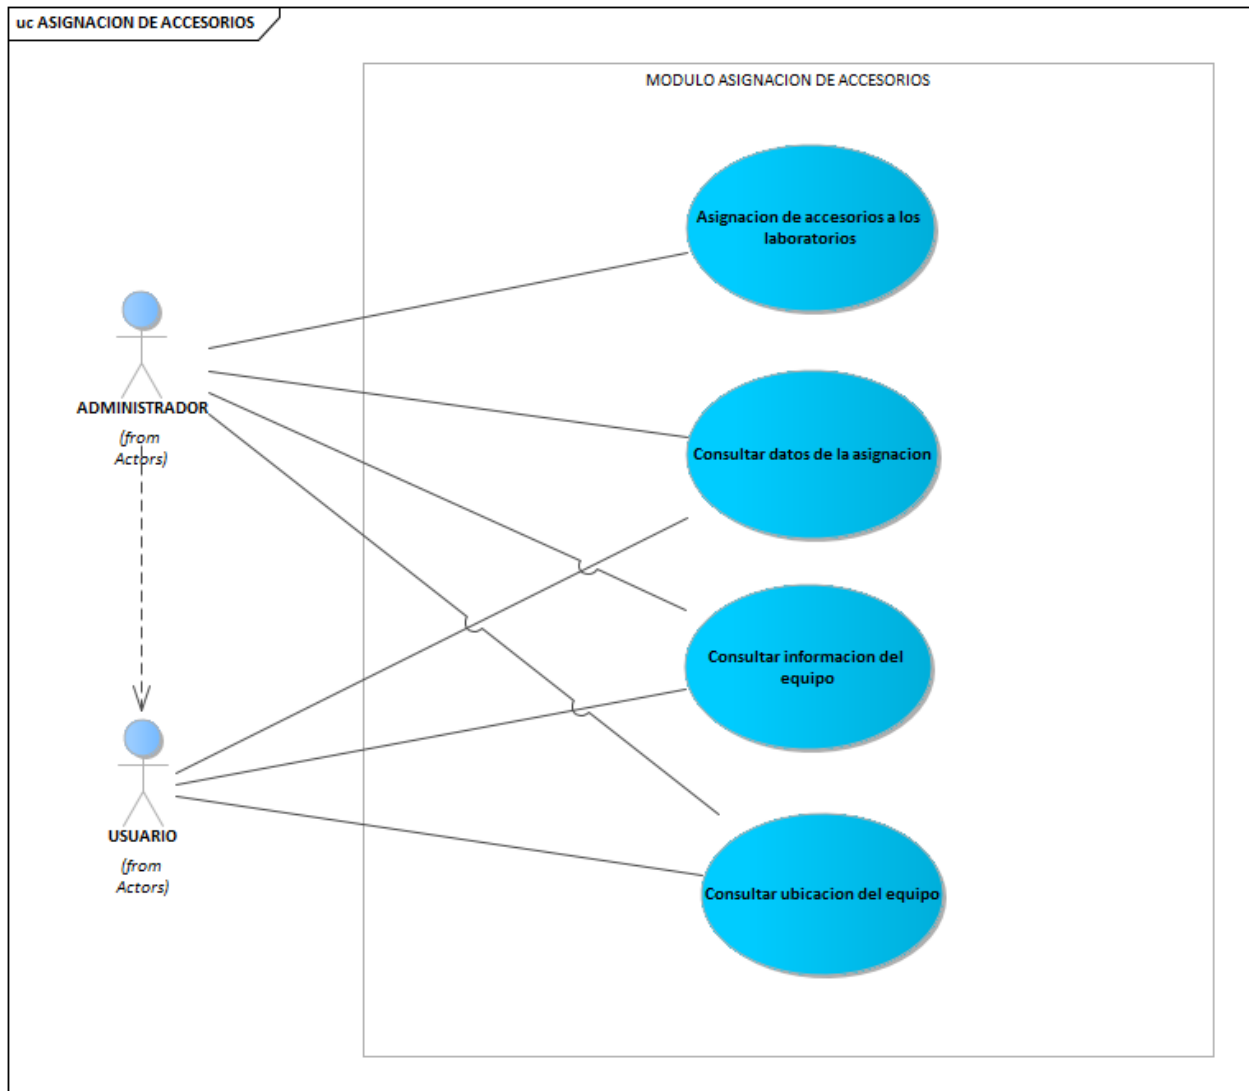 uc ASIGNACION DE ACCESORIOS
MODULO ASIGNACION DE ACCESORIOS
Asignacion de accesorios a los
laboratorios
ADMINISTRADOR
(from
Actors)
Consultar datos de la asignacion
Consultar informacion del
equipo
USUARIO
(from
Actors)
Consultar ubicacion del equipo